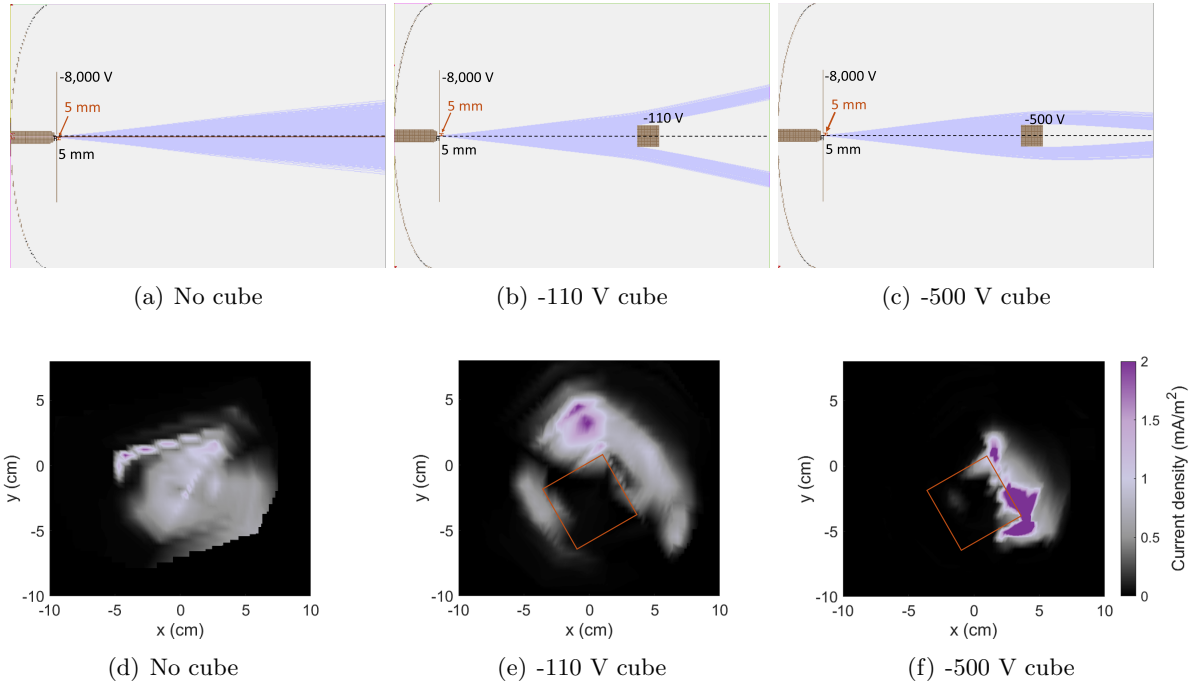 -8,000 V
5 mm
5 mm
-8,000 V
5 mm
-110 V
5 mm
-8,000 V
5 mm
-500 V
5 mm
(a) No cube
(b) -110 V cube
(c) -500 V cube
5
0
-5
-10
y (cm)
-10
-5
0
5
10
x (cm)
5
0
-5
-10
y (cm)
-10
-5
0
5
10
x (cm)
5
0
-5
-10
y (cm)
-10
-5
0
5
10
x (cm)
2
1.5
1
0.5
0
Current density (mA/m²)
(d) No cube
(e) -110 V cube
(f) -500 V cube